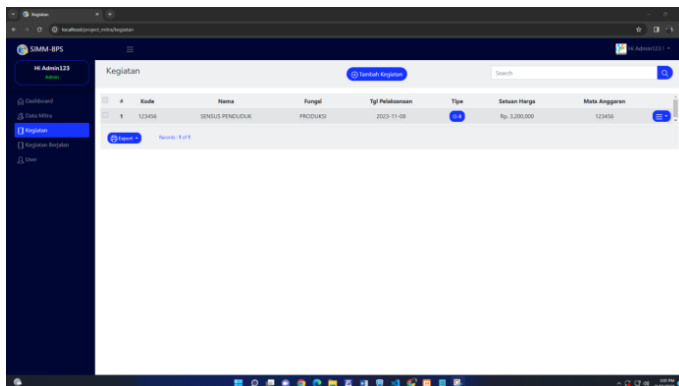 Kegiatan
localhost/project_mitra/kegiatan
SIMM-BPS
Hi Admin123 !
Hi Admin123
Admin
Dashboard
Data Mitra
Kegiatan
Kegiatan Berjalan
User
Kegiatan
Tambah Kegiatan
Search
# Kode Nama Fungsi Tgl Pelaksanaan Tipe Satuan Harga Mata Anggaran
1 123456 SENSUS PENDUDUK PRODUKSI 2023-11-08 Rp. 3,200,000 123456
Export
Records : 1 of 1